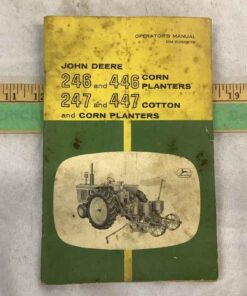 OPERATOR'S MANUAL
JOHN DEERE
246 and 446 CORN PLANTERS
247 and 447 COTTON
and CORN PLANTERS